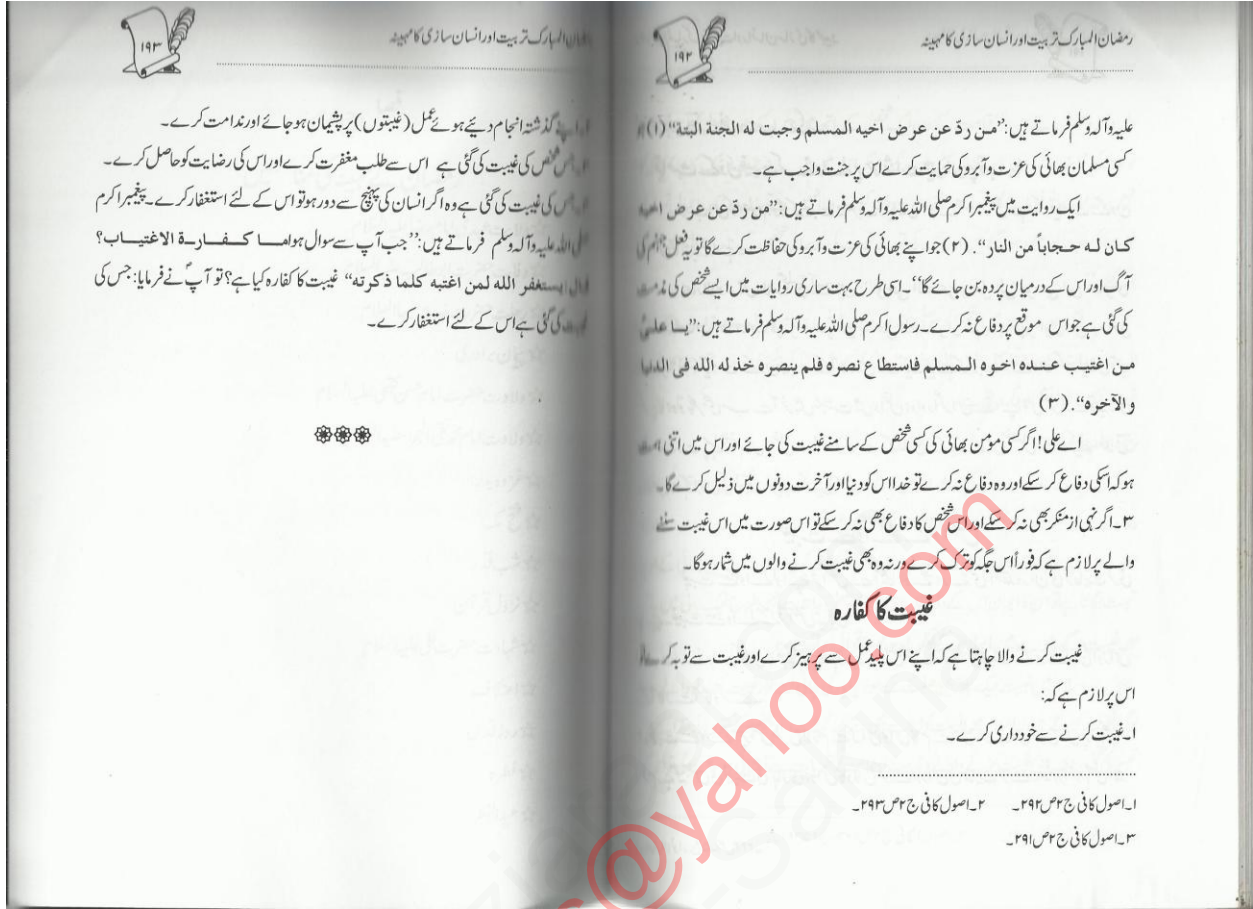 رمضان المبارک تربیت اور انسان سازی کا مہینہ
۱۹۲
علیہ وآلہ وسلم فرماتے ہیں: ”مـن ردّ عن عرض اخیه المسلم وجبت له الجنة البتة“ (۱)
کسی مسلمان بھائی کی عزت و آبرو کی حمایت کرے اس پر جنت واجب ہے۔
ایک روایت میں پیغمبر اکرم صلی اللہ علیہ وآلہ وسلم فرماتے ہیں: ”من ردّ عن عرض اخیه
کان له حجاباً من النار“. (۲) جو اپنے بھائی کی عزت و آبرو کی حفاظت کرے گا تو یہ فعل جہنم کی
آگ اور اس کے درمیان پردہ بن جائے گا‘‘۔ اسی طرح بہت ساری روایات میں ایسے شخص کی مذمت
کی گئی ہے جو اس موقع پر دفاع نہ کرے۔ رسول اکرم صلی اللہ علیہ وآلہ وسلم فرماتے ہیں: ”یا علیؑ
من اغتیب عنده اخوه المسلم فاستطاع نصره فلم ینصره خذ له الله فی الدنیا
والآخره“. (۳)
اے علی! اگر کسی مومن بھائی کی کسی شخص کے سامنے غیبت کی جائے اور اس میں اتنی ہمت
ہو کہ اسکی دفاع کر سکے اور وہ دفاع نہ کرے تو خدا اس کو دنیا اور آخرت دونوں میں ذلیل کرے گا۔
۳۔ اگر نہی از منکر بھی نہ کر سکے اور اس شخص کا دفاع بھی نہ کر سکے تو اس صورت میں اس غیبت سننے
والے پر لازم ہے کہ فوراً اس جگہ کو ترک کرے ورنہ وہ بھی غیبت کرنے والوں میں شمار ہوگا۔
غیبت کا کفارہ
غیبت کرنے والا چاہتا ہے کہ اپنے اس پلید عمل سے پرہیز کرے اور غیبت سے توبہ کرے
اس پر لازم ہے کہ:
۱۔ غیبت کرنے سے خودداری کرے۔
۱۔ اصول کافی ج ۲ ص ۲۹۲۔ ۲۔ اصول کافی ج ۲ ص ۲۹۳۔
۳۔ اصول کافی ج ۲ ص ۲۹۱۔
المبارک تربیت اور انسان سازی کا مہینہ
۱۹۳
اپنے گذشتہ انجام دیئے ہوئے عمل (غیبتوں) پر پشیمان ہو جائے اور ندامت کرے۔
جس شخص کی غیبت کی گئی ہے اس سے طلب مغفرت کرے اور اس کی رضایت کو حاصل کرے۔
جس کی غیبت کی گئی ہے وہ اگر انسان کی پہنچ سے دور ہو تو اس کے لئے استغفار کرے۔ پیغمبر اکرم
صلی اللہ علیہ وآلہ وسلم فرماتے ہیں: ’’جب آپ سے سوال ہوا مـا کفـارة الاغتیـاب؟
قال یستغفر الله لمن اغتبه کلما ذکرته“ غیبت کا کفارہ کیا ہے؟ تو آپؐ نے فرمایا: جس کی
غیبت کی گئی ہے اس کے لئے استغفار کرے۔
@yahoo.com